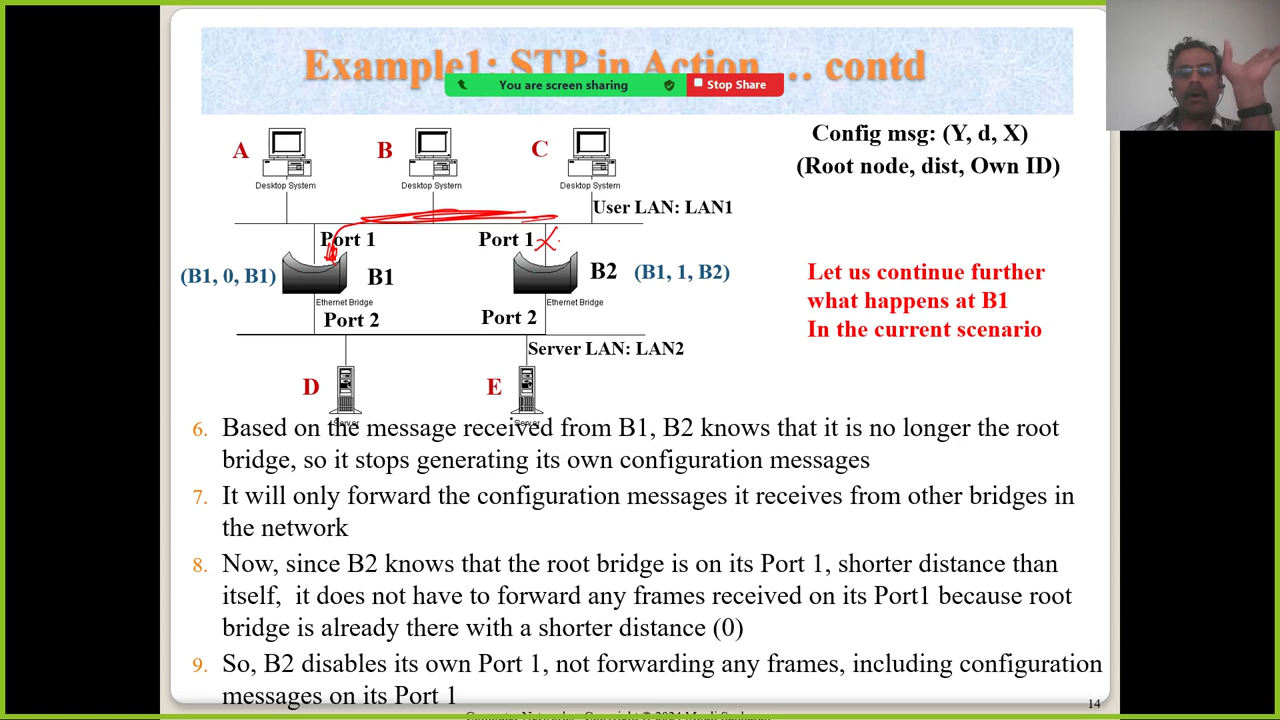 Example1: STP in Action … contd
You are screen sharing
Stop Share
Config msg: (Y, d, X)
(Root node, dist, Own ID)
A
B
C
Desktop System
Desktop System
Desktop System
User LAN: LAN1
Port 1
Port 1
(B1, 0, B1)
B1
B2
(B1, 1, B2)
Ethernet Bridge
Ethernet Bridge
Port 2
Port 2
Server LAN: LAN2
Let us continue further
what happens at B1
In the current scenario
D
E
Server
Server
6. Based on the message received from B1, B2 knows that it is no longer the root
bridge, so it stops generating its own configuration messages
7. It will only forward the configuration messages it receives from other bridges in
the network
8. Now, since B2 knows that the root bridge is on its Port 1, shorter distance than
itself, it does not have to forward any frames received on its Port1 because root
bridge is already there with a shorter distance (0)
9. So, B2 disables its own Port 1, not forwarding any frames, including configuration
messages on its Port 1
14